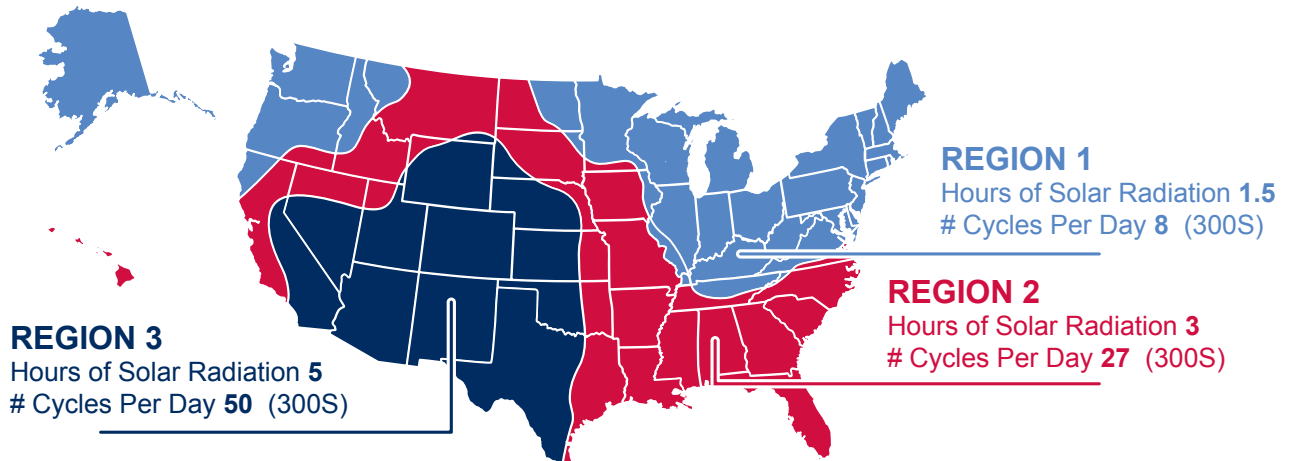 REGION 1
Hours of Solar Radiation 1.5
# Cycles Per Day 8 (300S)
REGION 2
Hours of Solar Radiation 3
# Cycles Per Day 27 (300S)
REGION 3
Hours of Solar Radiation 5
# Cycles Per Day 50 (300S)